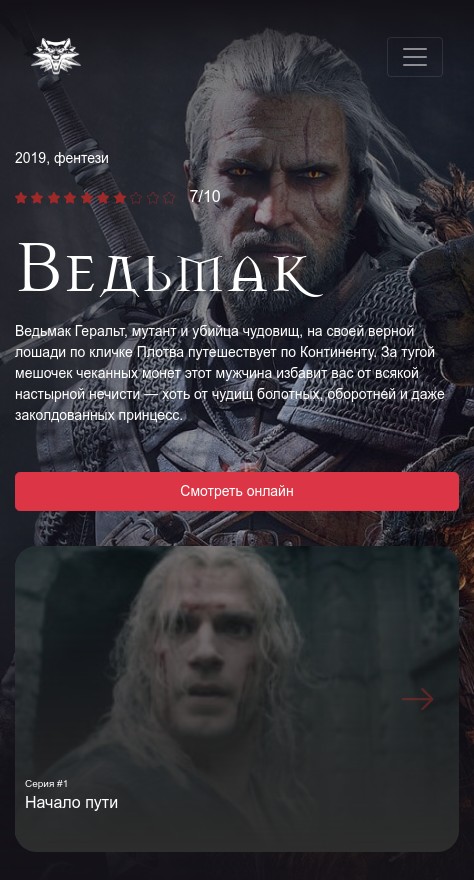 2019, фентези
7/10
Ведьмак
Ведьмак Геральт, мутант и убийца чудовищ, на своей верной
лошади по кличке Плотва путешествует по Континенту. За тугой
мешочек чеканных монет этот мужчина избавит вас от всякой
настырной нечисти — хоть от чудищ болотных, оборотней и даже
заколдованных принцесс.
Смотреть онлайн
Серия #1
Начало пути